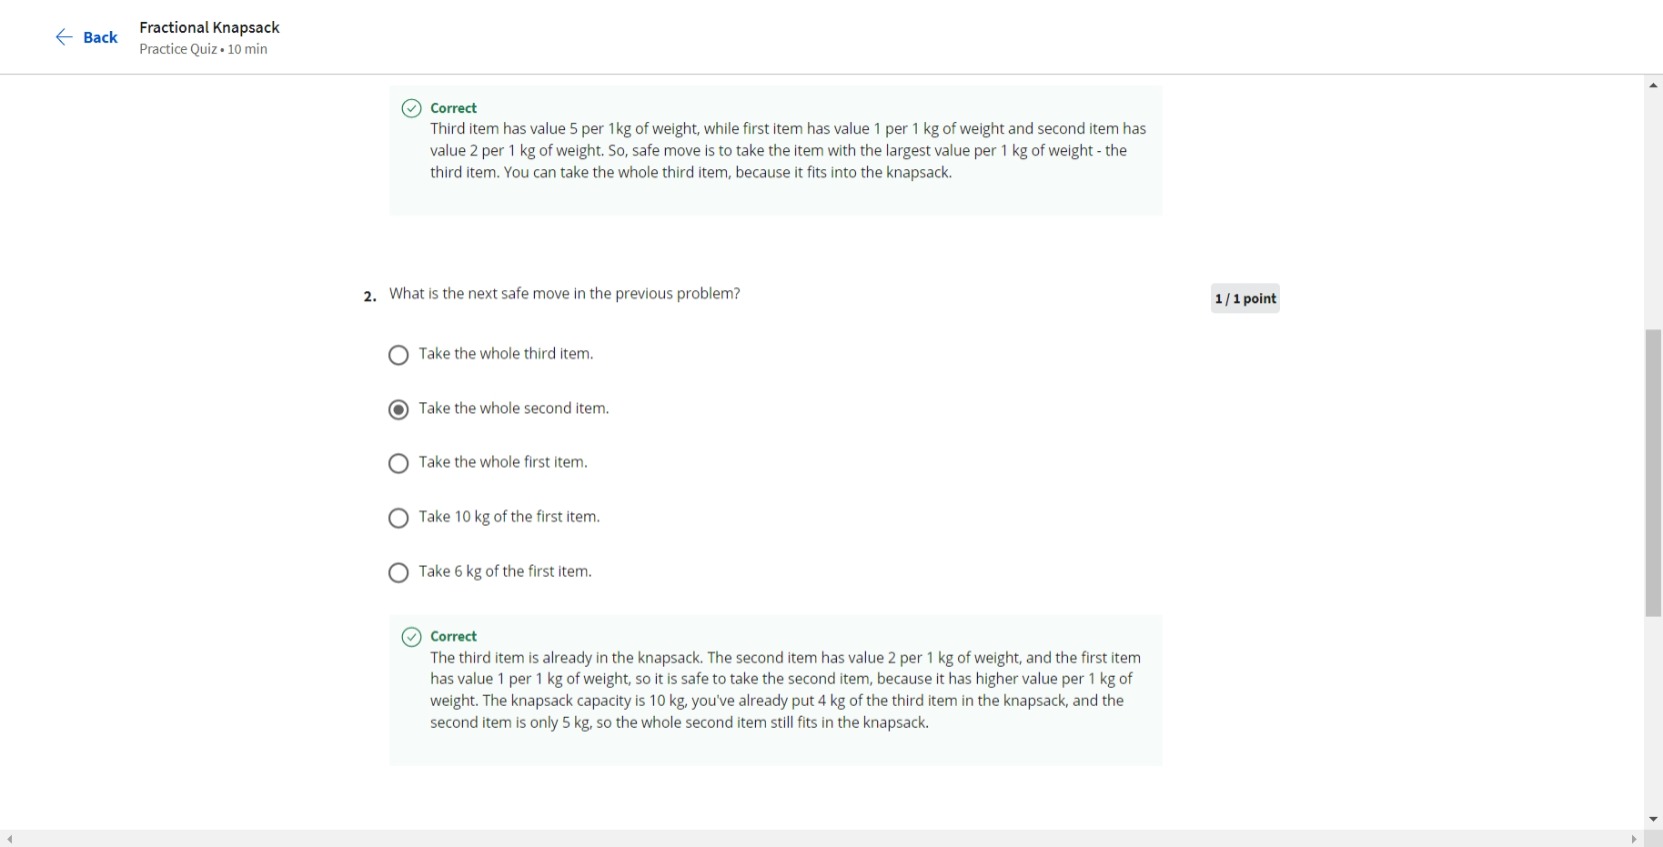 Back
Fractional Knapsack
Practice Quiz • 10 min
Correct
Third item has value 5 per 1kg of weight, while first item has value 1 per 1 kg of weight and second item has
value 2 per 1 kg of weight. So, safe move is to take the item with the largest value per 1 kg of weight - the
third item. You can take the whole third item, because it fits into the knapsack.
2. What is the next safe move in the previous problem?
1 / 1 point
Take the whole third item.
Take the whole second item.
Take the whole first item.
Take 10 kg of the first item.
Take 6 kg of the first item.
Correct
The third item is already in the knapsack. The second item has value 2 per 1 kg of weight, and the first item
has value 1 per 1 kg of weight, so it is safe to take the second item, because it has higher value per 1 kg of
weight. The knapsack capacity is 10 kg, you've already put 4 kg of the third item in the knapsack, and the
second item is only 5 kg, so the whole second item still fits in the knapsack.